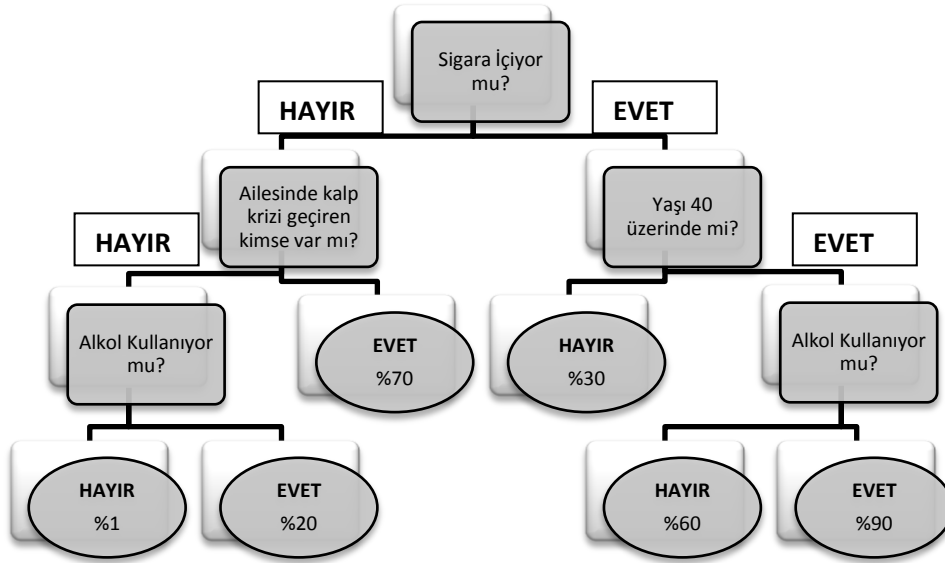 Sigara İçiyor
mu?
HAYIR
EVET
Ailesinde kalp
krizi geçiren
kimse var mı?
Yaşı 40
üzerinde mi?
HAYIR
EVET
Alkol Kullanıyor
mu?
EVET
%70
HAYIR
%30
Alkol Kullanıyor
mu?
HAYIR
%1
EVET
%20
HAYIR
%60
EVET
%90